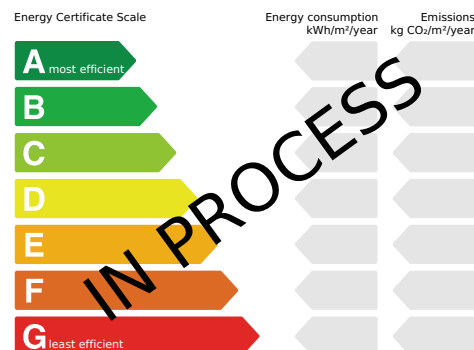 Energy Certificate Scale
Energy consumption
kWh/m²/year
Emissions
kg CO₂/m²/year
A most efficient
B
C
D
E
F
G least efficient
IN PROCESS